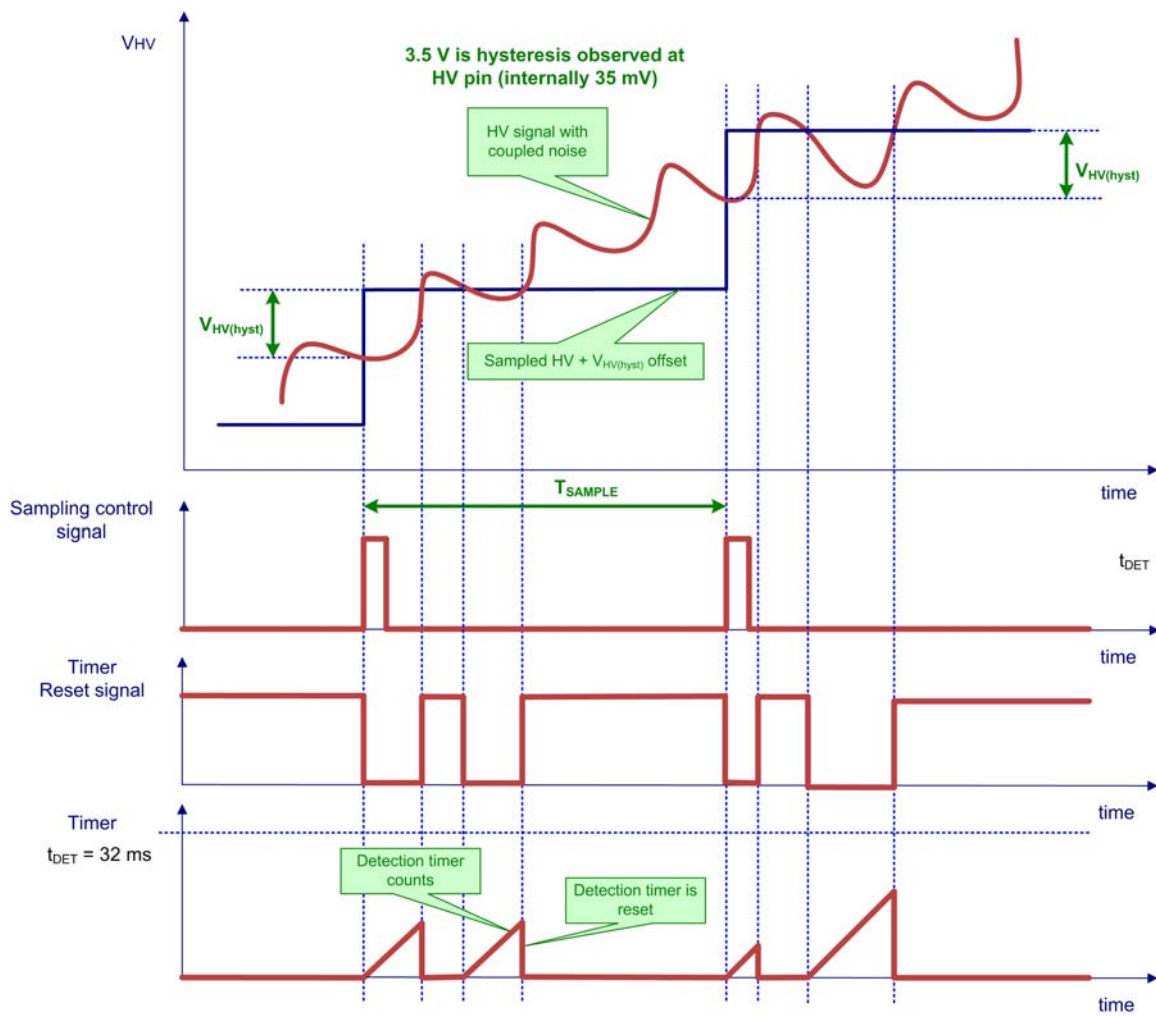 VHV
3.5 V is hysteresis observed at
HV pin (internally 35 mV)
HV signal with
coupled noise
VHV(hyst)
VHV(hyst)
Sampled HV + VHV(hyst) offset
time
TSAMPLE
Sampling control
signal
tDET
time
Timer
Reset signal
time
Timer
tDET = 32 ms
Detection timer
counts
Detection timer is
reset
time